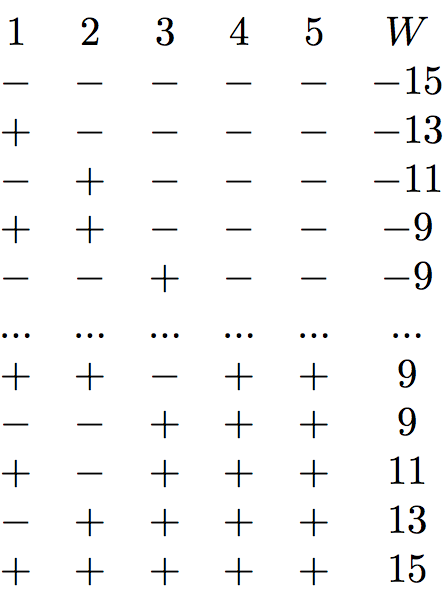 1 2 3 4 5 W
− − − − − −15
+ − − − − −13
− + − − − −11
+ + − − − −9
− − + − − −9
... ... ... ... ... ...
+ + − + + 9
− − + + + 9
+ − + + + 11
− + + + + 13
+ + + + + 15